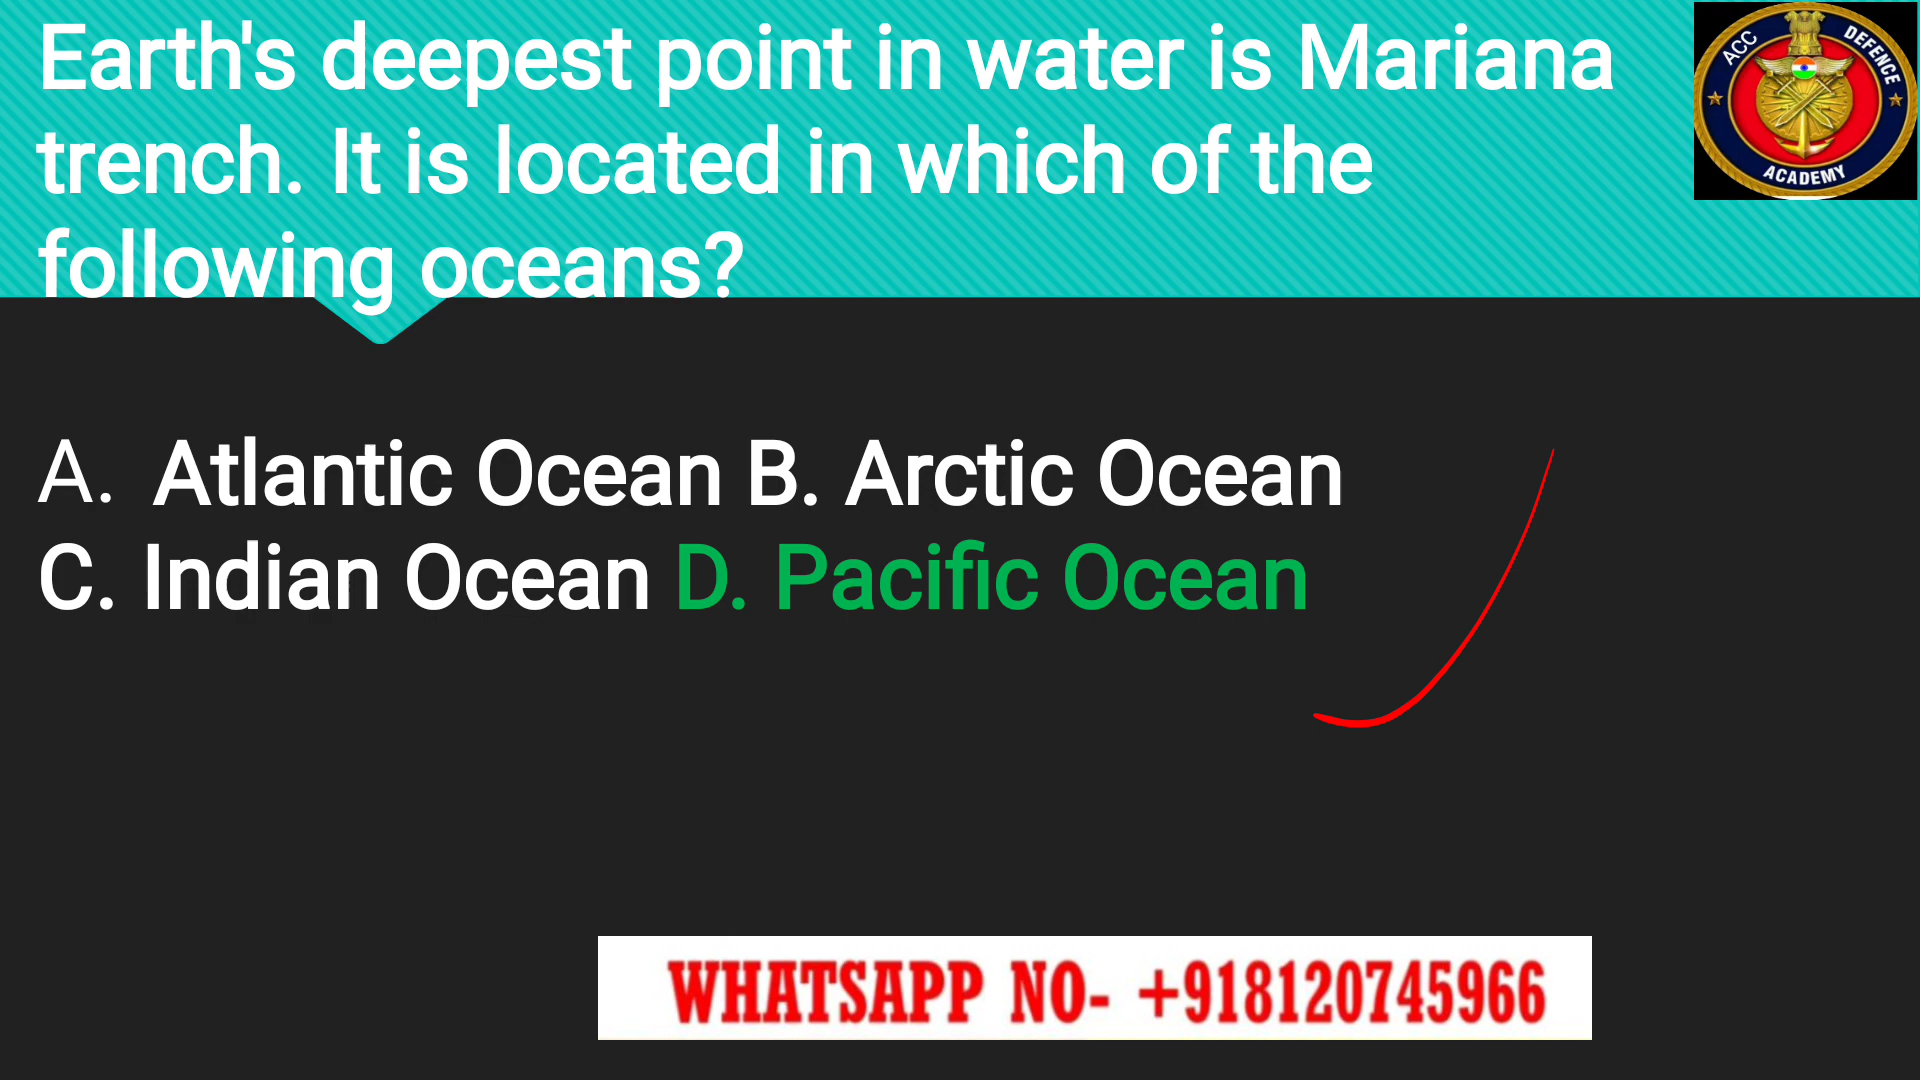 Earth's deepest point in water is Mariana
trench. It is located in which of the
following oceans?
ACC DEFENCE
ACADEMY
A. Atlantic Ocean B. Arctic Ocean
C. Indian Ocean D. Pacific Ocean
WHATSAPP NO- +918120745966